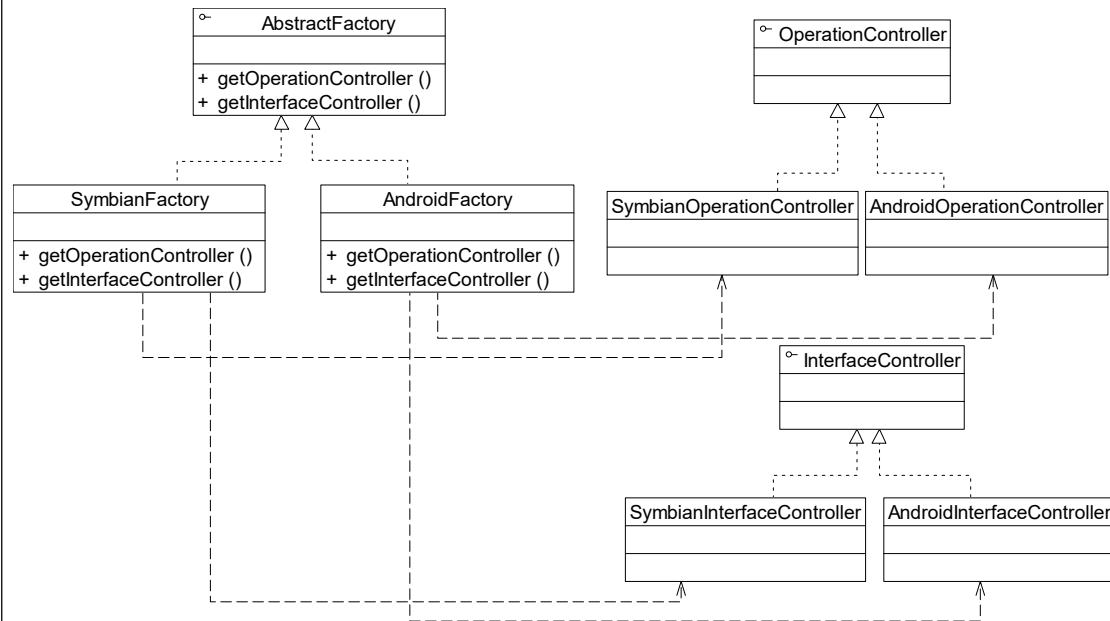 AbstractFactory
+ getOperationController ()
+ getInterfaceController ()
OperationController
SymbianFactory
+ getOperationController ()
+ getInterfaceController ()
AndroidFactory
+ getOperationController ()
+ getInterfaceController ()
SymbianOperationController
AndroidOperationController
InterfaceController
SymbianInterfaceController
AndroidInterfaceController